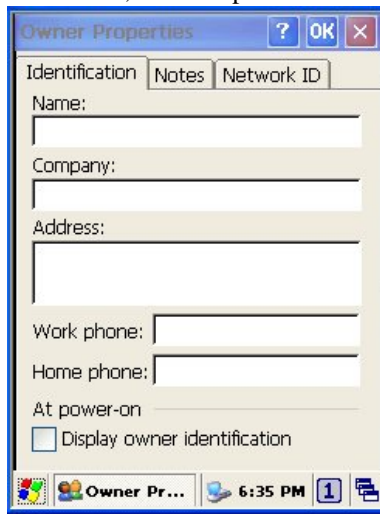 Owner Properties ? OK ×
Identification Notes Network ID
Name:
Company:
Address:
Work phone:
Home phone:
At power-on
Display owner identification
Owner Pr... 6:35 PM 1